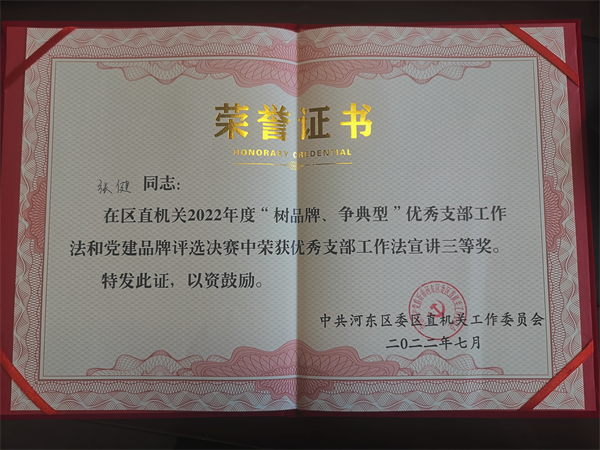 荣誉证书
HONORARY CREDENTIAL
张健 同志：
在区直机关2022年度“树品牌、争典型”优秀支部工作
法和党建品牌评选决赛中荣获优秀支部工作法宣讲三等奖。
特发此证，以资鼓励。
中共河东区委区直机关工作委员会
二〇二二年七月